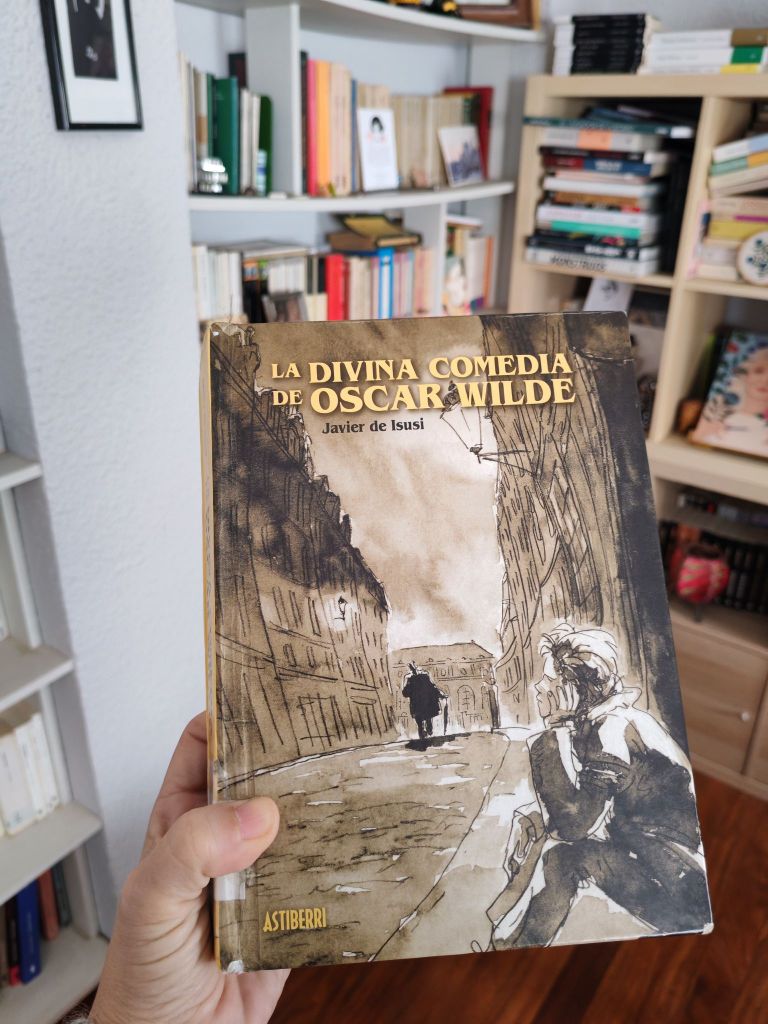 LA DIVINA COMEDIA
DE OSCAR WILDE
Javier de Isusi
ASTIBERRI